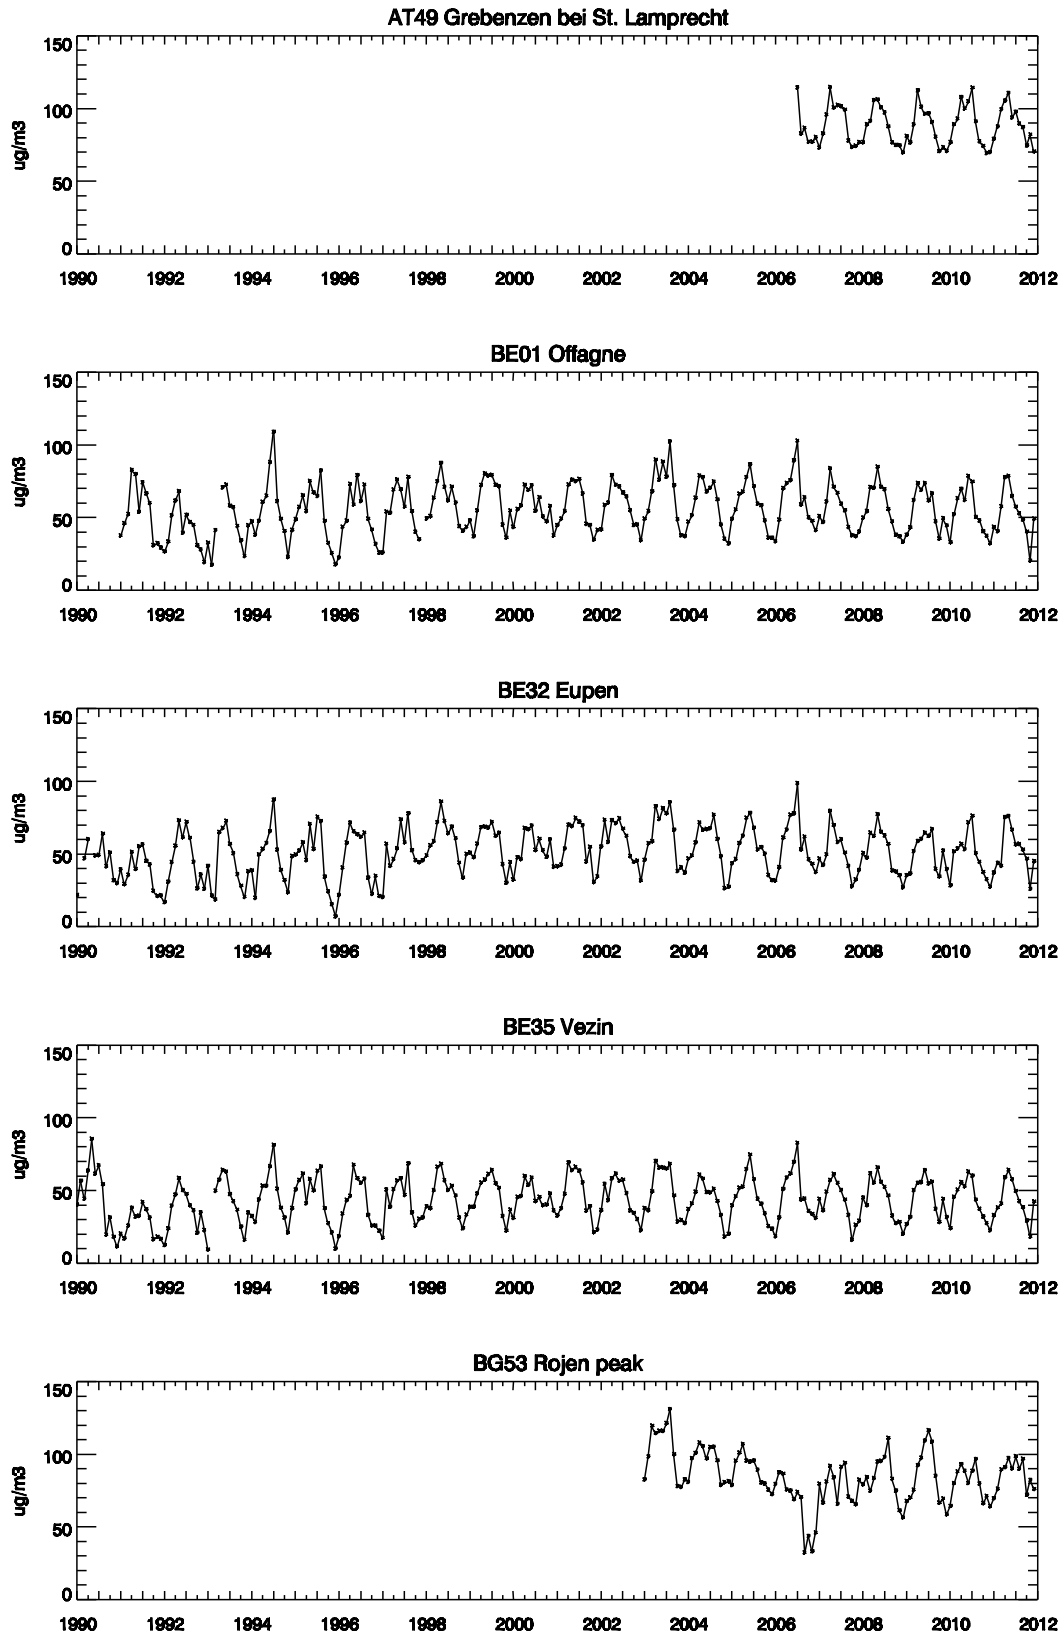 AT49 Grebenzen bei St. Lamprecht
150
100
50
0
ug/m3
1990 1992 1994 1996 1998 2000 2002 2004 2006 2008 2010 2012
BE01 Offagne
150
100
50
0
ug/m3
1990 1992 1994 1996 1998 2000 2002 2004 2006 2008 2010 2012
BE32 Eupen
150
100
50
0
ug/m3
1990 1992 1994 1996 1998 2000 2002 2004 2006 2008 2010 2012
BE35 Vezin
150
100
50
0
ug/m3
1990 1992 1994 1996 1998 2000 2002 2004 2006 2008 2010 2012
BG53 Rojen peak
150
100
50
0
ug/m3
1990 1992 1994 1996 1998 2000 2002 2004 2006 2008 2010 2012